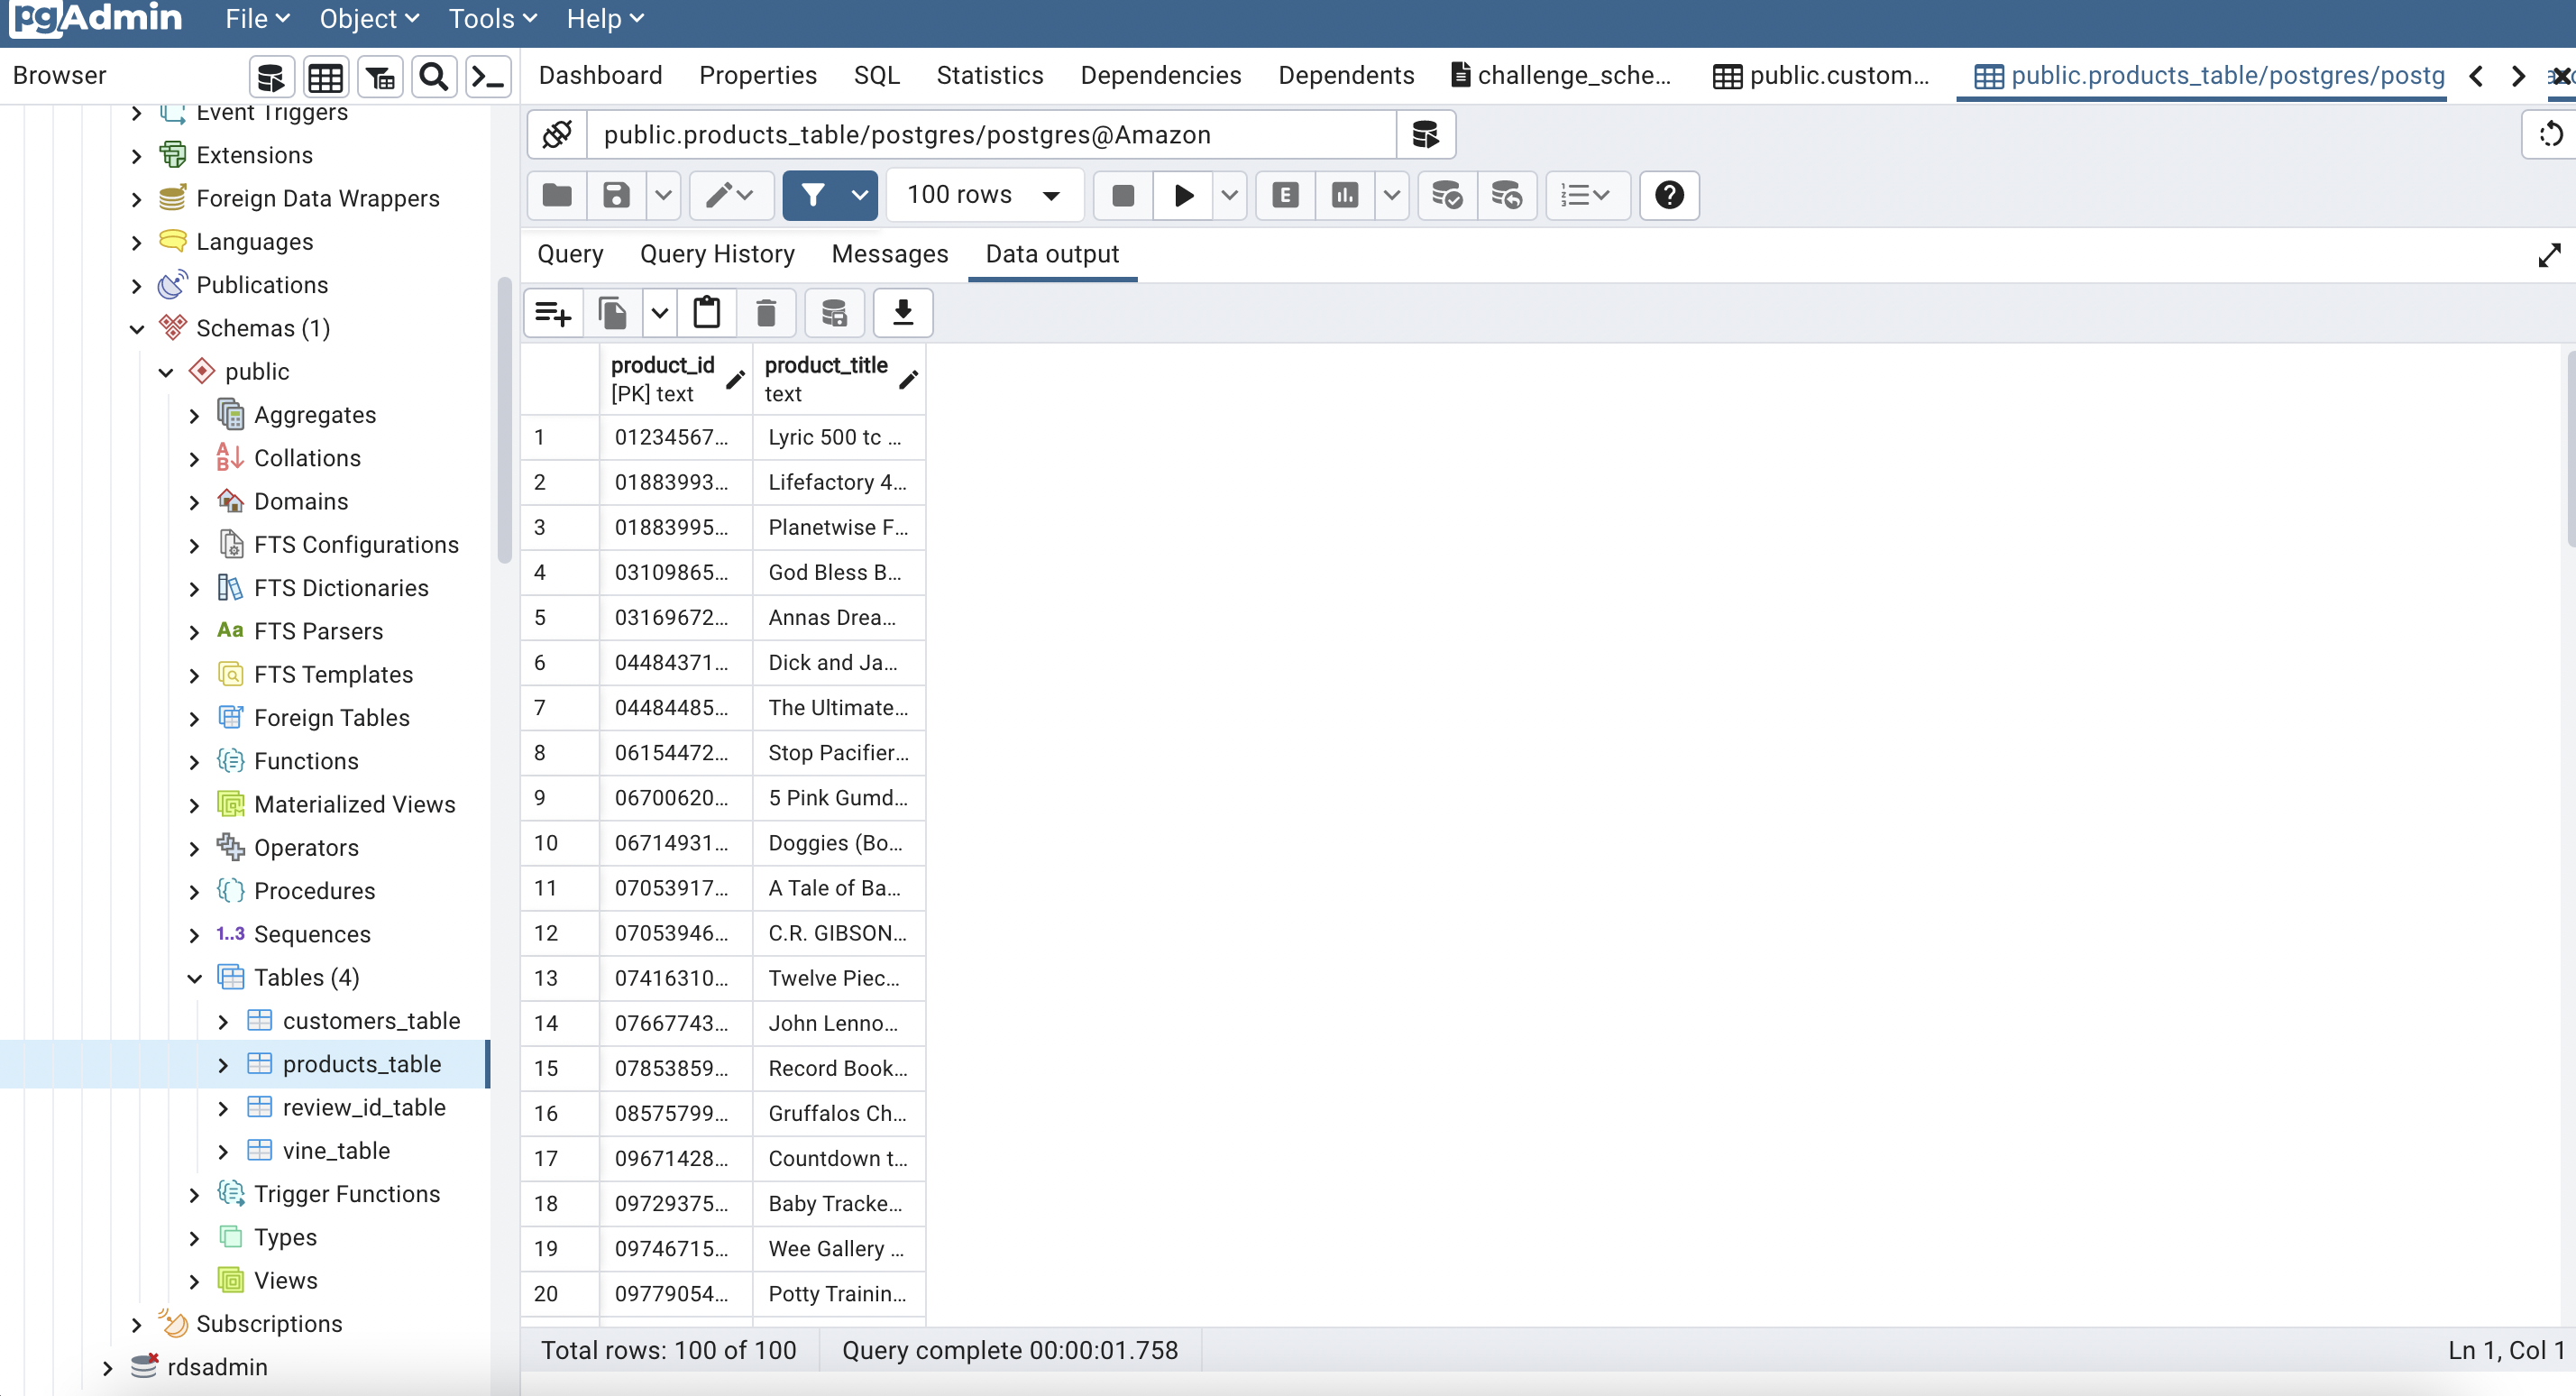 pgAdmin File Object Tools Help
Browser
Dashboard Properties SQL Statistics Dependencies Dependents challenge_sche... public.custom... public.products_table/postgres/postg
Event Triggers
Extensions
Foreign Data Wrappers
Languages
Publications
Schemas (1)
public
Aggregates
Collations
Domains
FTS Configurations
FTS Dictionaries
Aa FTS Parsers
FTS Templates
Foreign Tables
Functions
Materialized Views
Operators
Procedures
1..3 Sequences
Tables (4)
customers_table
products_table
review_id_table
vine_table
Trigger Functions
Types
Views
Subscriptions
rdsadmin
public.products_table/postgres/postgres@Amazon
100 rows E
Query Query History Messages Data output
product_id product_title
[PK] text text
1 01234567... Lyric 500 tc ...
2 01883993... Lifefactory 4...
3 01883995... Planetwise F...
4 03109865... God Bless B...
5 03169672... Annas Drea...
6 04484371... Dick and Ja...
7 04484485... The Ultimate...
8 06154472... Stop Pacifier...
9 06700620... 5 Pink Gumd...
10 06714931... Doggies (Bo...
11 07053917... A Tale of Ba...
12 07053946... C.R. GIBSON...
13 07416310... Twelve Piec...
14 07667743... John Lenno...
15 07853859... Record Book...
16 08575799... Gruffalos Ch...
17 09671428... Countdown t...
18 09729375... Baby Tracke...
19 09746715... Wee Gallery ...
20 09779054... Potty Trainin...
Total rows: 100 of 100 Query complete 00:00:01.758 Ln 1, Col 1